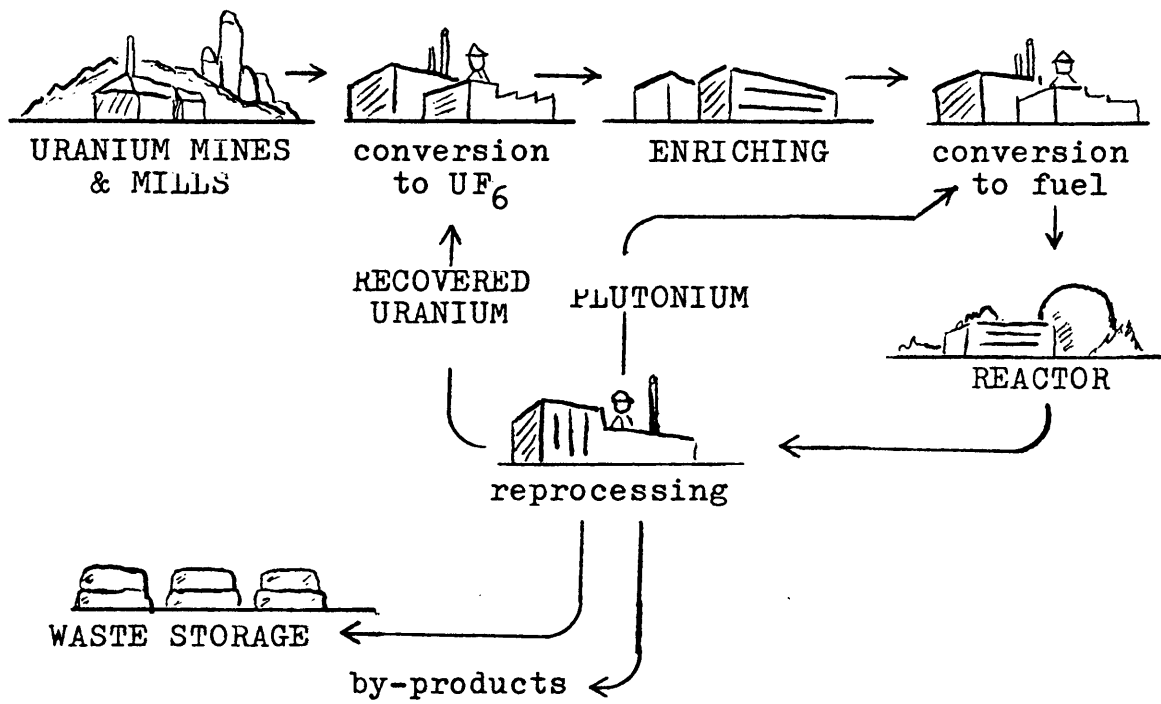 URANIUM MINES
& MILLS
conversion
to UF6
ENRICHING
conversion
to fuel
RECOVERED
URANIUM
PLUTONIUM
REACTOR
reprocessing
WASTE STORAGE
by-products